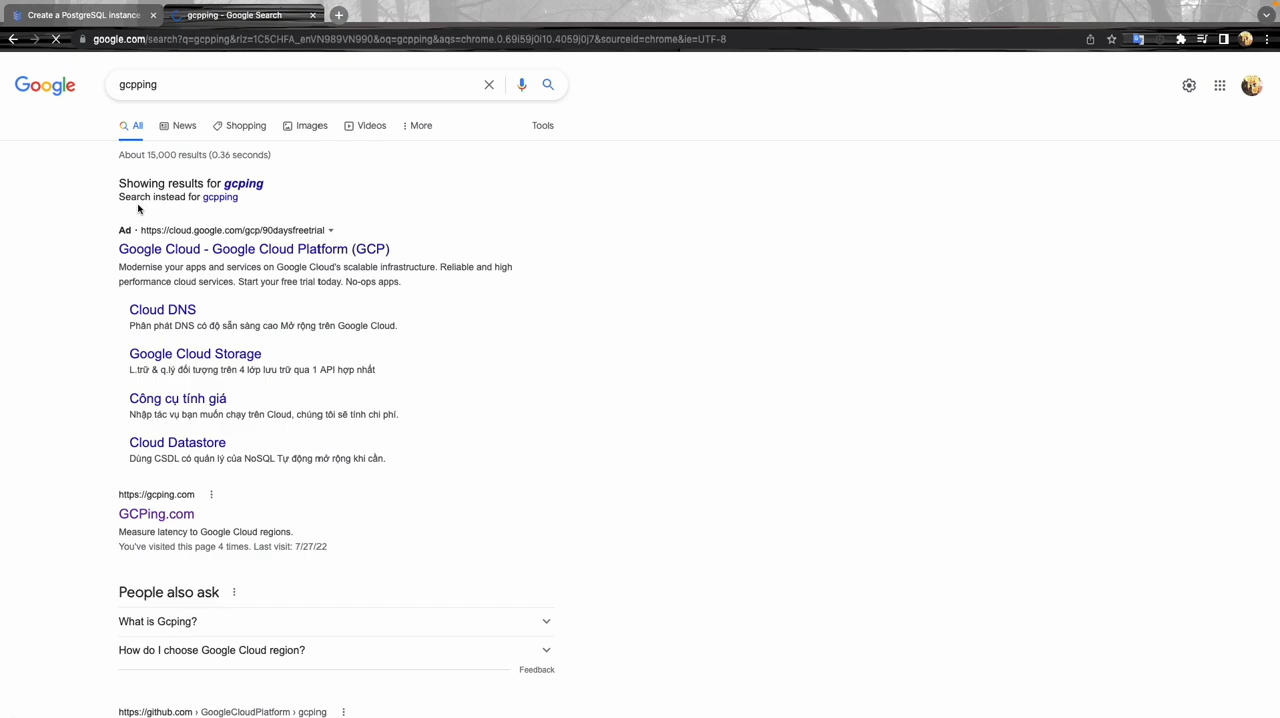 Create a PostgreSQL instance
gcpping - Google Search
google.com/search?q=gcpping&rlz=1C5CHFA_enVN989VN990&oq=gcpping&aqs=chrome.0.69i59j0i10.4059j0j7&sourceid=chrome&ie=UTF-8
Google
gcpping
All
News
Shopping
Images
Videos
More
Tools
About 15,000 results (0.36 seconds)
Showing results for gcping
Search instead for gcpping
Ad · https://cloud.google.com/gcp/90daysfreetrial
Google Cloud - Google Cloud Platform (GCP)
Modernise your apps and services on Google Cloud's scalable infrastructure. Reliable and high
performance cloud services. Start your free trial today. No-ops apps.
Cloud DNS
Phân phát DNS có độ sẵn sàng cao Mở rộng trên Google Cloud.
Google Cloud Storage
L.trữ & q.lý đối tượng trên 4 lớp lưu trữ qua 1 API hợp nhất
Công cụ tính giá
Nhập tác vụ bạn muốn chạy trên Cloud, chúng tôi sẽ tính chi phí.
Cloud Datastore
Dùng CSDL có quản lý của NoSQL Tự động mở rộng khi cần.
https://gcping.com
GCPing.com
Measure latency to Google Cloud regions.
You've visited this page 4 times. Last visit: 7/27/22
People also ask
What is Gcping?
How do I choose Google Cloud region?
Feedback
https://github.com › GoogleCloudPlatform › gcping